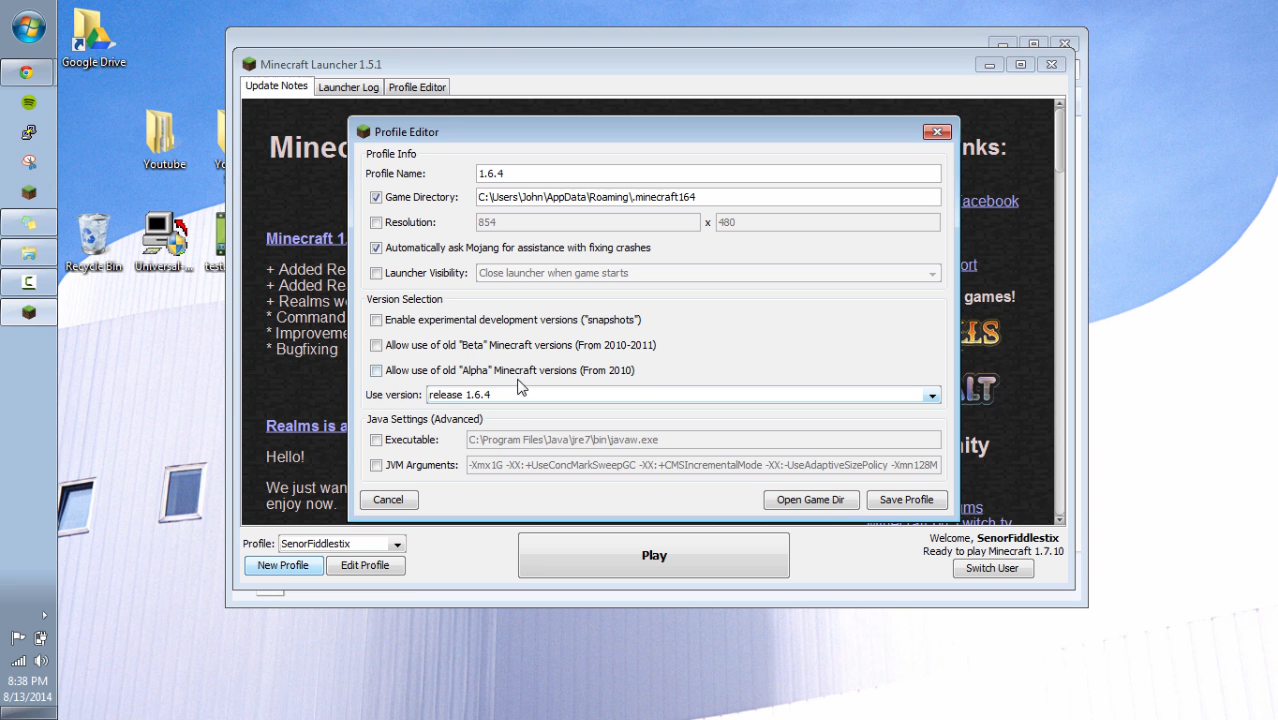 Google Drive
Youtube
Recycle Bin
Universal-...
test
Minecraft Launcher 1.5.1
Update Notes
Launcher Log
Profile Editor
Minec
nks:
acebook
ort
games!
Minecraft 1.
+ Added Re
+ Added Re
+ Realms w
* Command
* Improveme
* Bugfixing
Realms is a
Hello!
We just wan
enjoy now.
Profile Editor
Profile Info
Profile Name: 1.6.4
Game Directory: C:\Users\John\AppData\Roaming\.minecraft164
Resolution: 854 x 480
Automatically ask Mojang for assistance with fixing crashes
Launcher Visibility: Close launcher when game starts
Version Selection
Enable experimental development versions ("snapshots")
Allow use of old "Beta" Minecraft versions (From 2010-2011)
Allow use of old "Alpha" Minecraft versions (From 2010)
Use version: release 1.6.4
Java Settings (Advanced)
Executable: C:\Program Files\Java\jre7\bin\javaw.exe
JVM Arguments: -Xmx1G -XX:+UseConcMarkSweepGC -XX:+CMSIncrementalMode -XX:-UseAdaptiveSizePolicy -Xmn128M
Cancel
Open Game Dir
Save Profile
nity
Profile: SenorFiddlestix
New Profile
Edit Profile
Play
Welcome, SenorFiddlestix
Ready to play Minecraft 1.7.10
Switch User
8:38 PM
8/13/2014